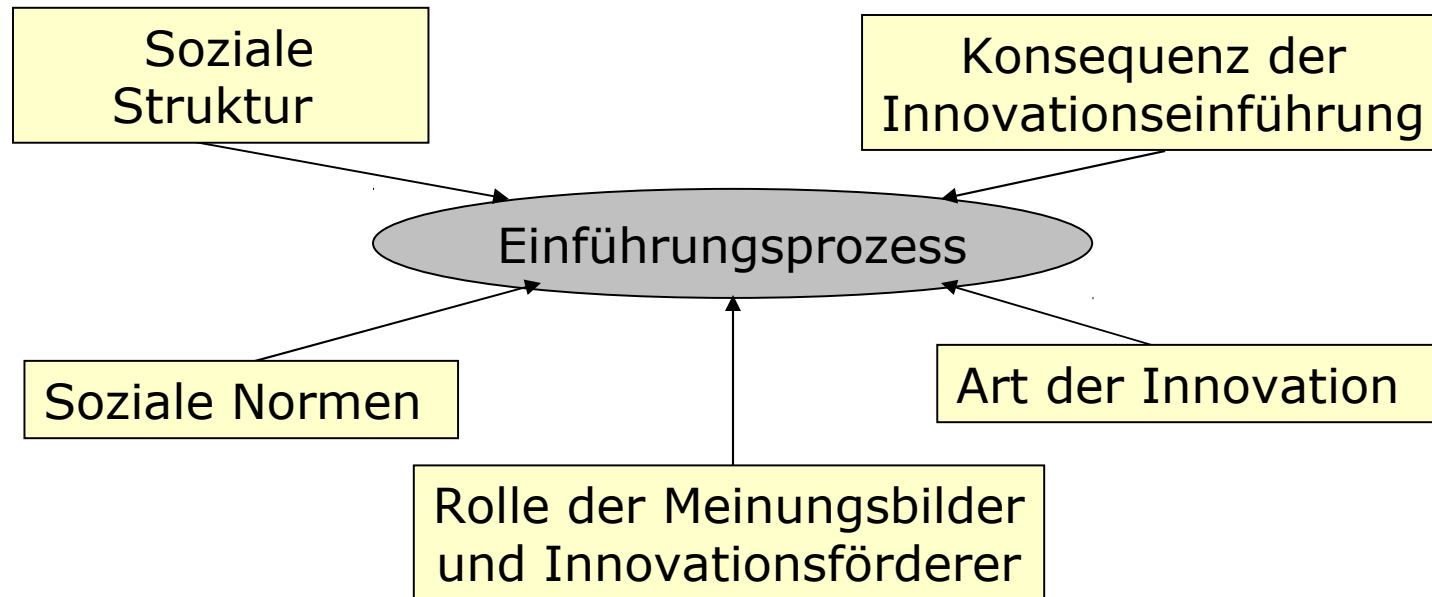 Soziale
Struktur
Konsequenz der
Innovationseinführung
Einführungsprozess
Soziale Normen
Art der Innovation
Rolle der Meinungsbilder
und Innovationsförderer